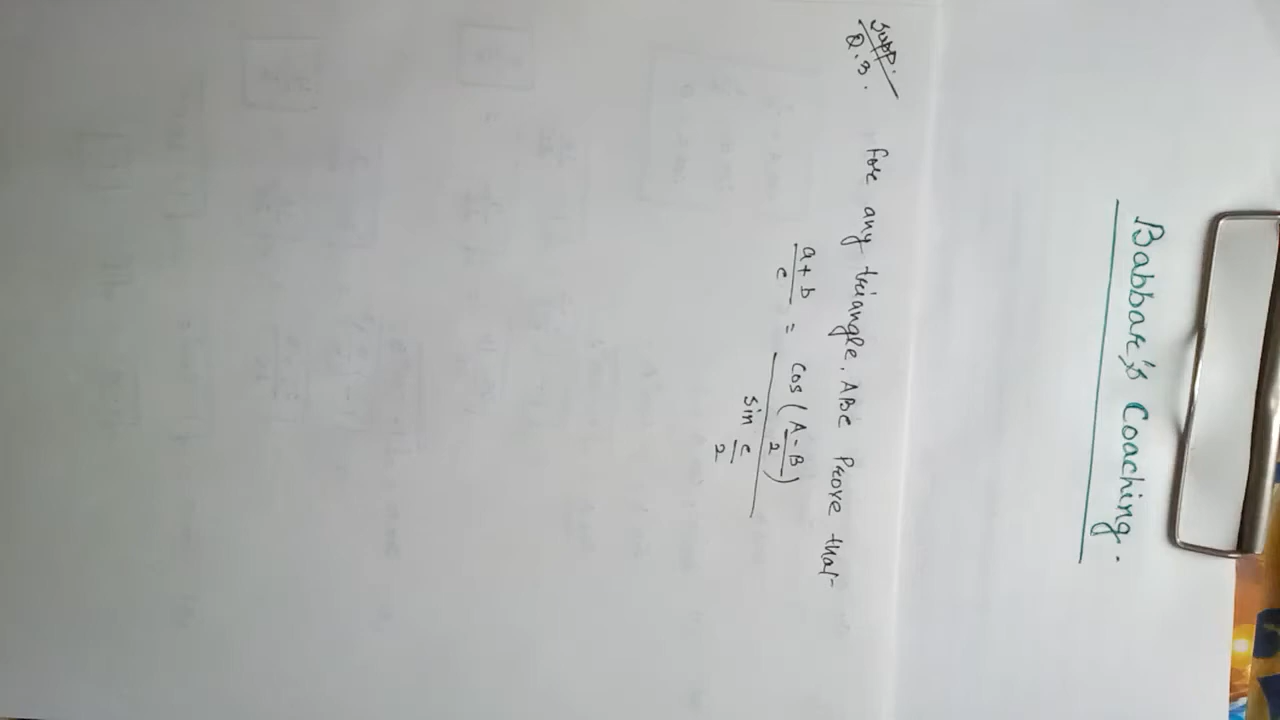 Babbar's Coaching.
Supp.
Q.3. For any triangle. ABC Prove that
a+b/c = cos(A-B/2)/sin c/2